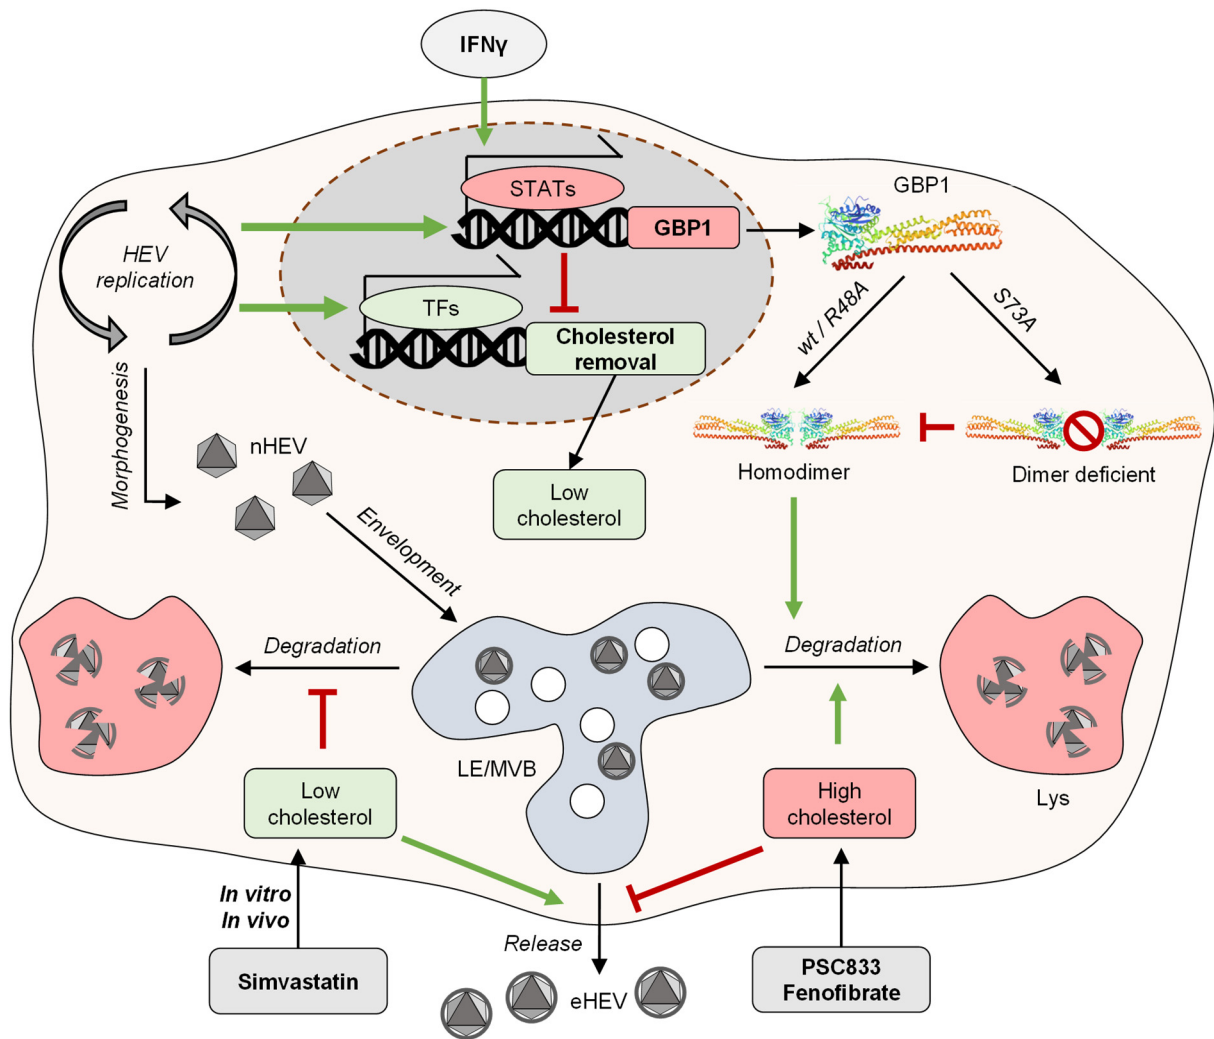 IFNγ
STATs
GBP1
GBP1
HEV
replication
TFs
Cholesterol
removal
wt / R48A
S73A
Morphogenesis
nHEV
Homodimer
Dimer deficient
Low
cholesterol
Envelopment
Degradation
Degradation
LE/MVB
Low
cholesterol
High
cholesterol
Lys
In vitro
In vivo
Release
Simvastatin
eHEV
PSC833
Fenofibrate